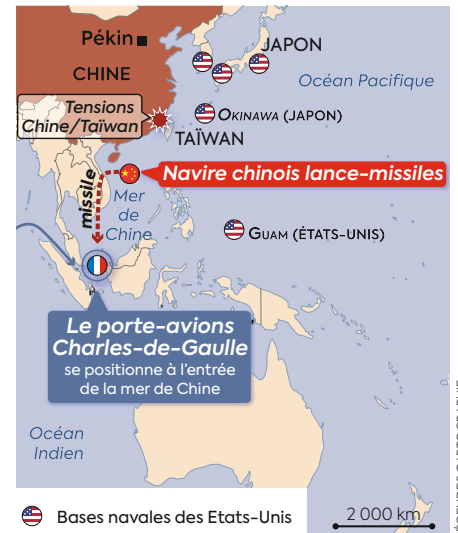 Pékin
JAPON
CHINE
Océan Pacifique
Tensions
Chine/Taïwan
OKINAWA (JAPON)
TAÏWAN
Navire chinois lance-missiles
missile
Mer
de
Chine
GUAM (ÉTATS-UNIS)
Le porte-avions
Charles-de-Gaulle
se positionne à l'entrée
de la mer de Chine
Océan
Indien
Bases navales des Etats-Unis
2 000 km